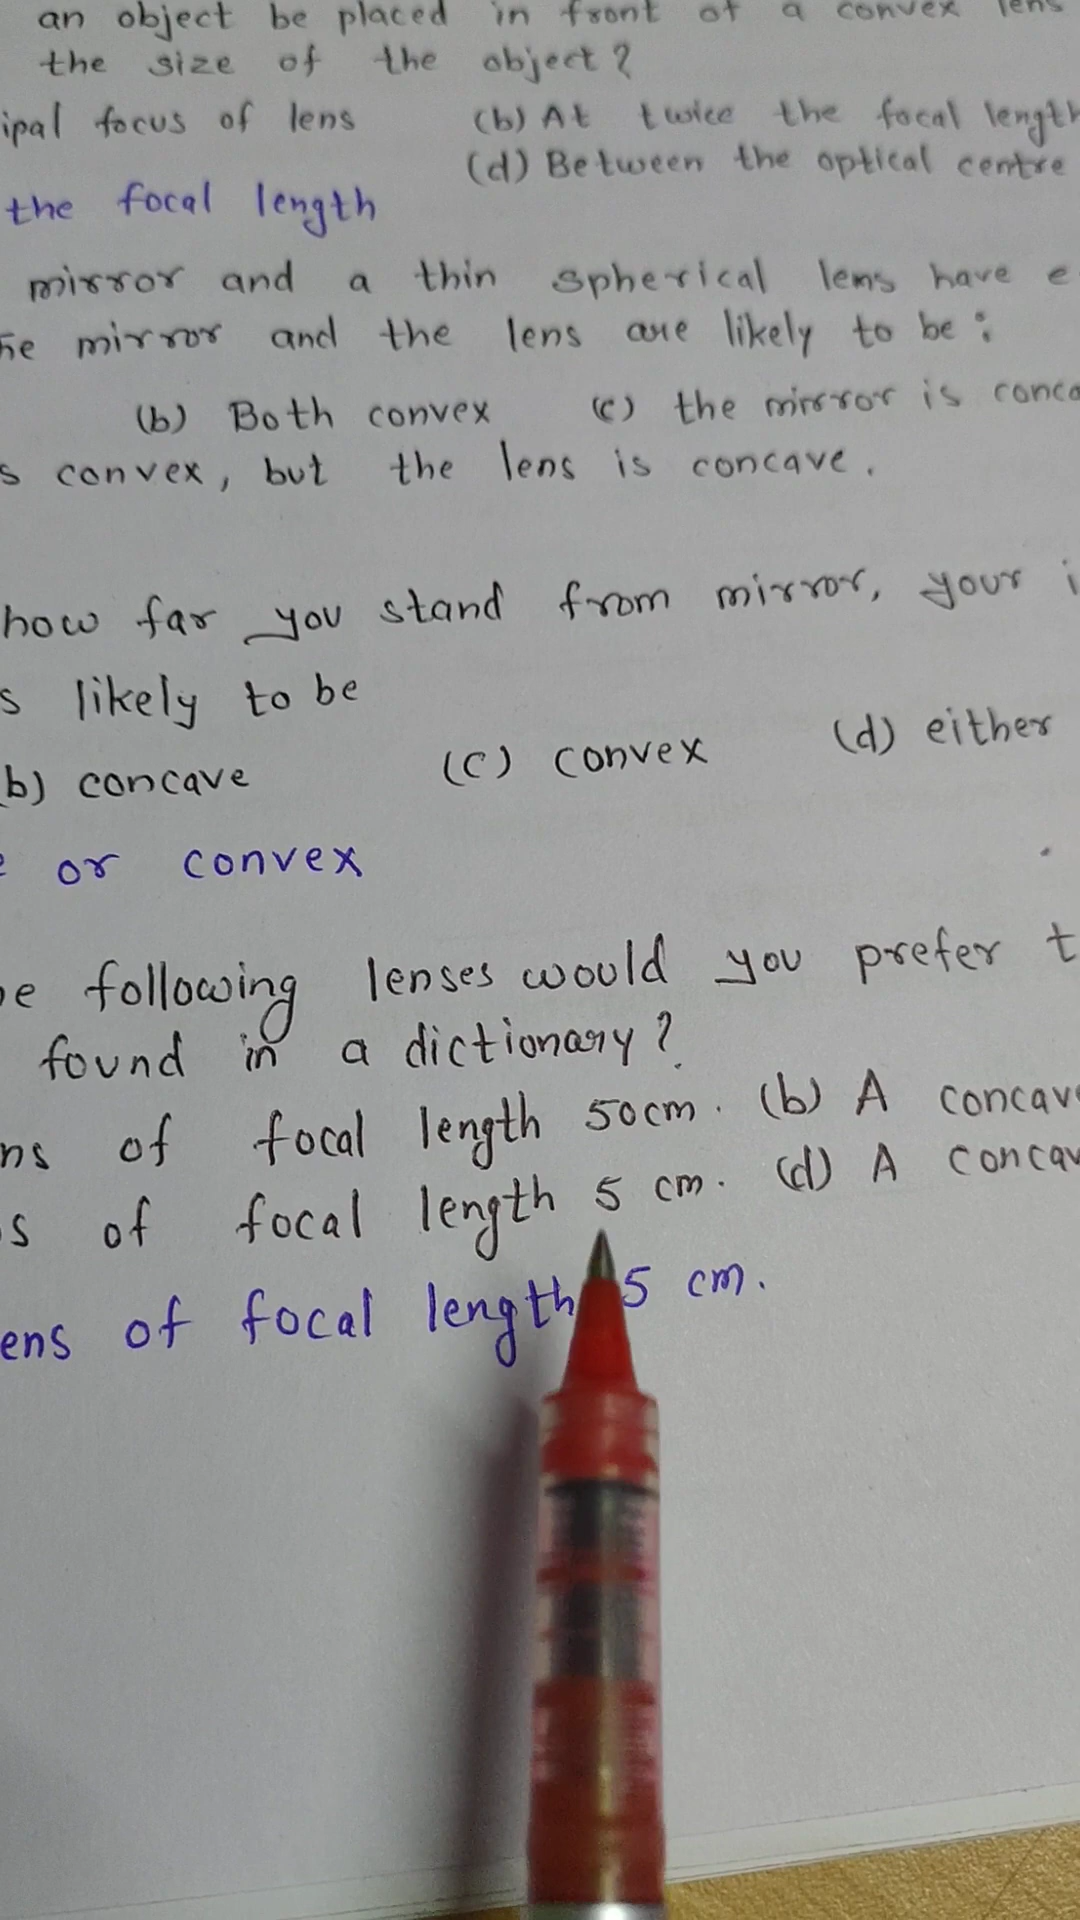 an object be placed in front of a convex lens
the size of the object?
ipal focus of lens (b) At twice the focal length
(d) Between the optical centre
the focal length
mirror and a thin spherical lens have e
he mirror and the lens are likely to be :
(b) Both convex (c) the mirror is conca
s convex, but the lens is concave.
how far you stand from mirror, your i
s likely to be
b) concave (c) convex (d) either
e or convex
he following lenses would you prefer t
found in a dictionary?
ns of focal length 50cm. (b) A concave
s of focal length 5 cm. (d) A concav
ens of focal length 5 cm.